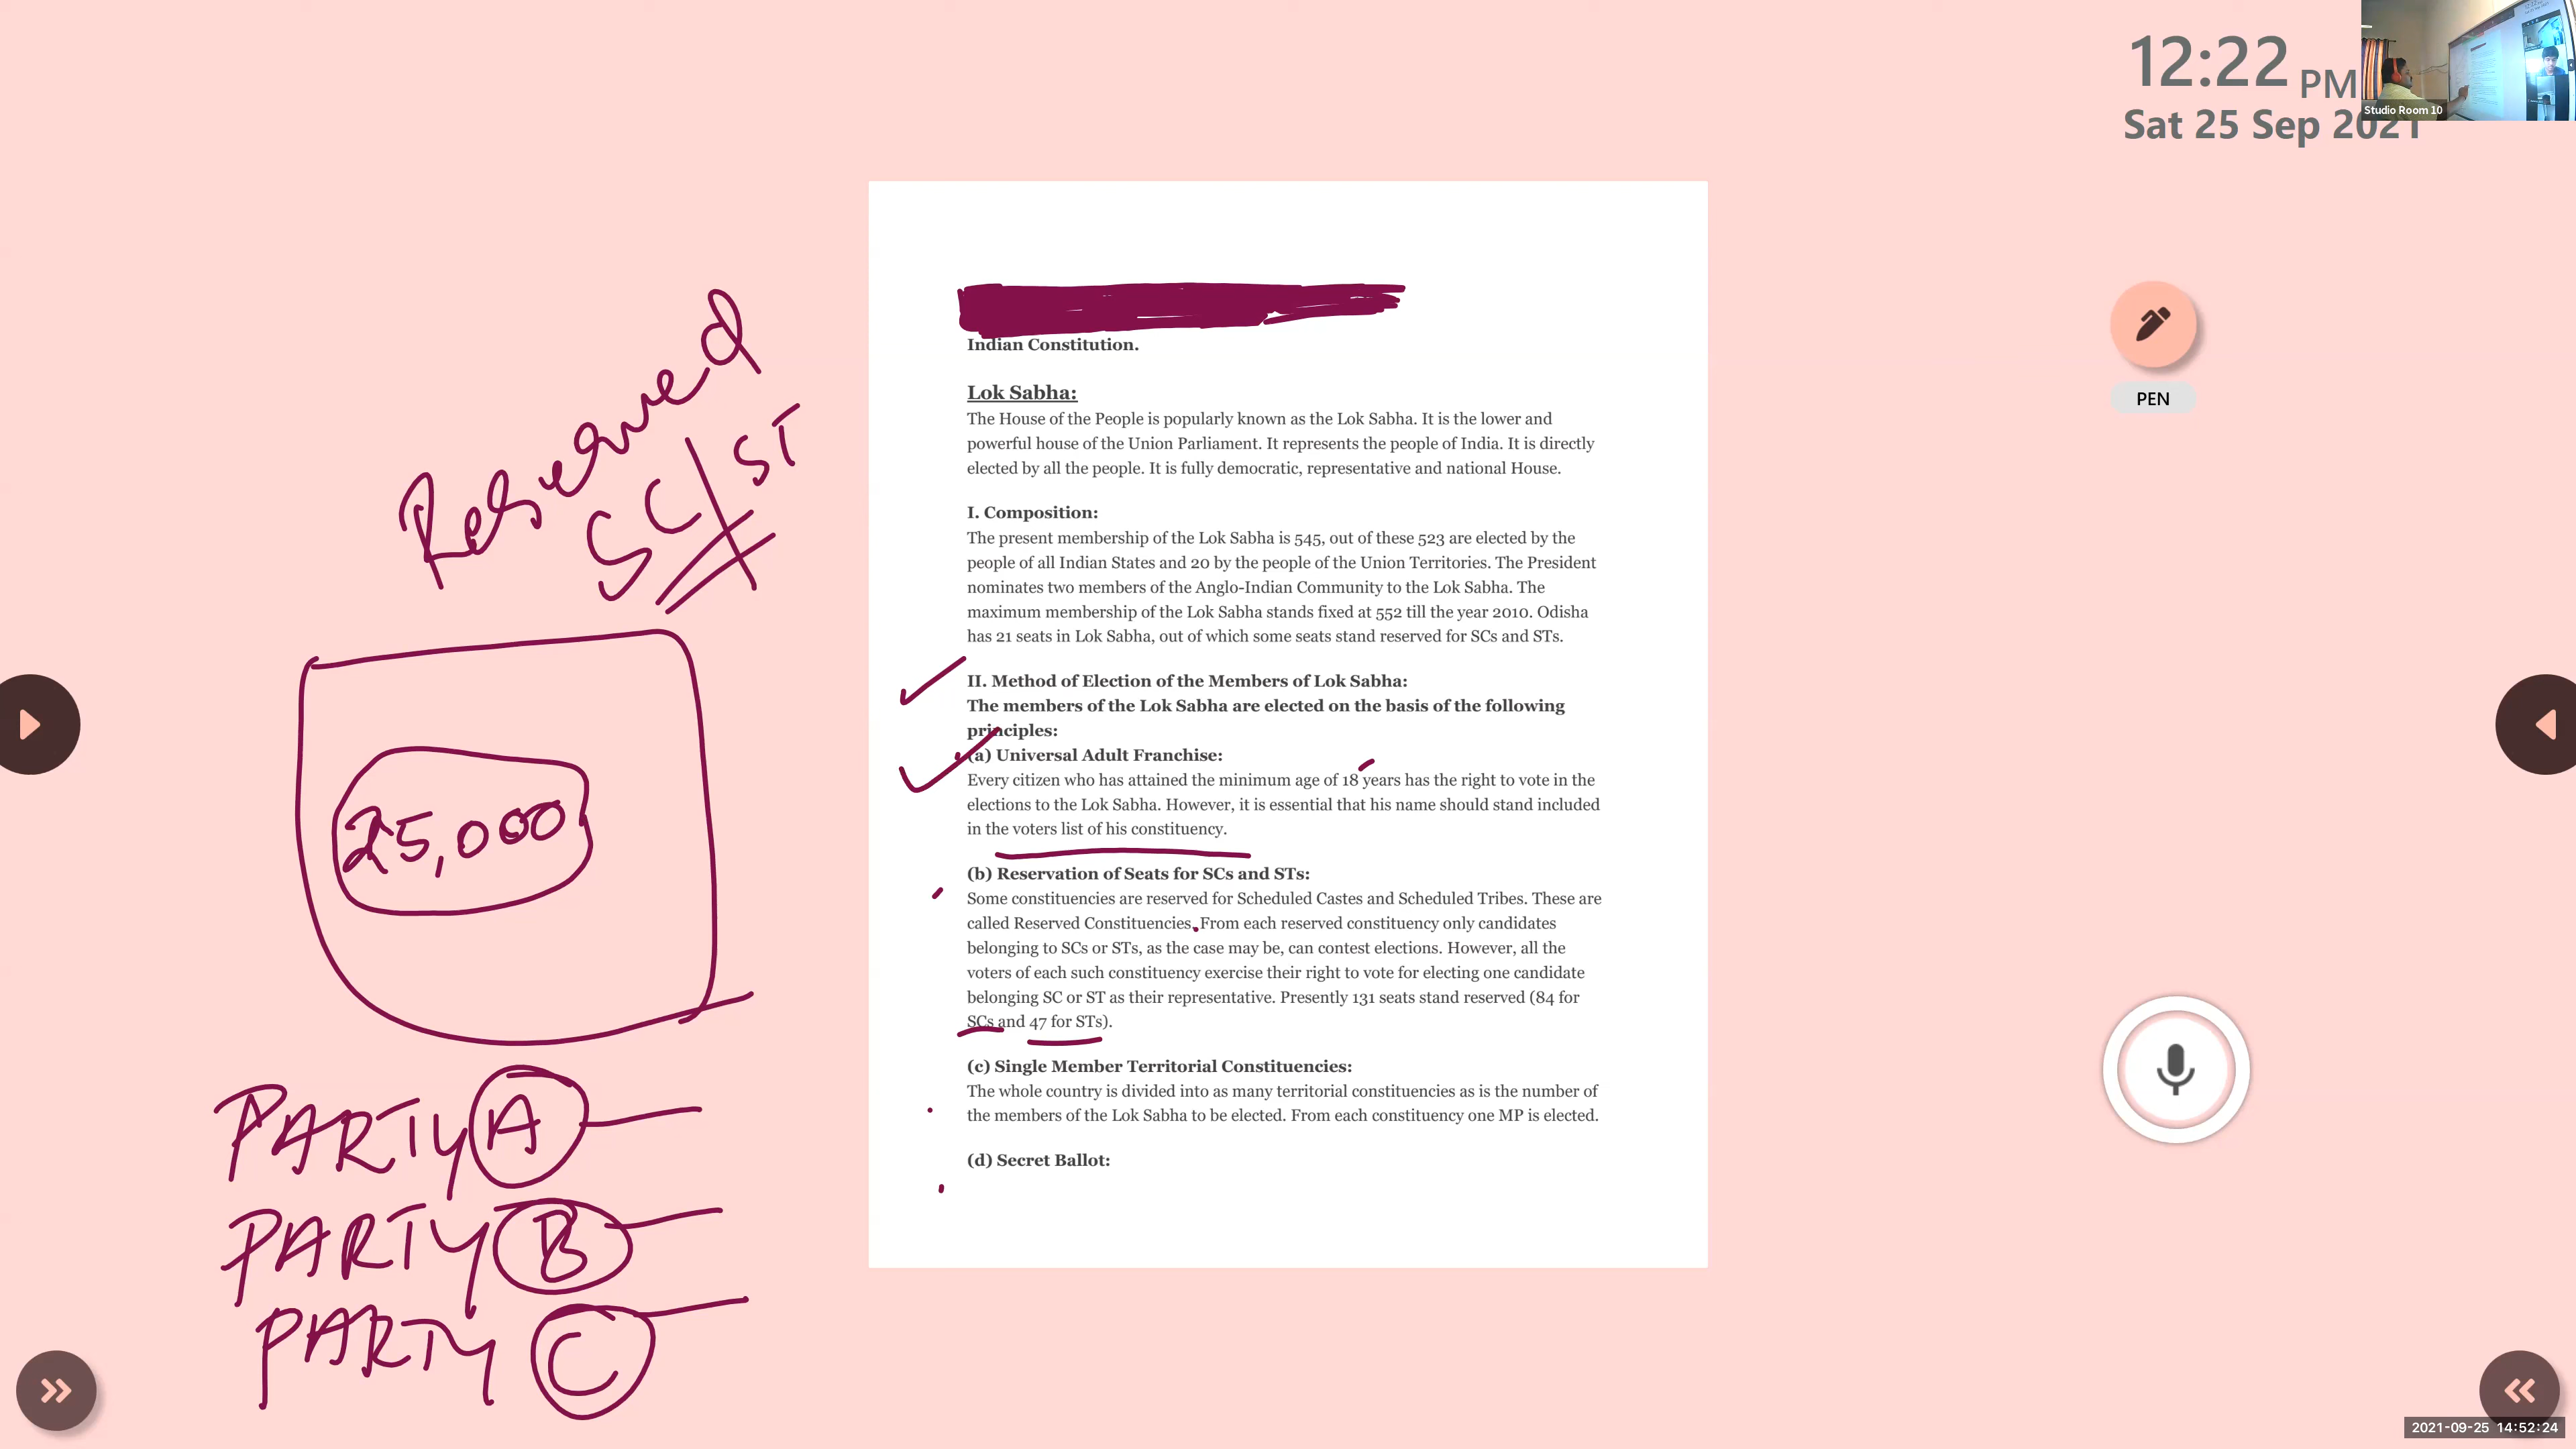 12:22 PM
Sat 25 Sep 2021
Studio Room 10
PEN
Reserved
SC/ST
25,000
PARTY A
PARTY B
PARTY C
Indian Constitution.
Lok Sabha:
The House of the People is popularly known as the Lok Sabha. It is the lower and
powerful house of the Union Parliament. It represents the people of India. It is directly
elected by all the people. It is fully democratic, representative and national House.
I. Composition:
The present membership of the Lok Sabha is 545, out of these 523 are elected by the
people of all Indian States and 20 by the people of the Union Territories. The President
nominates two members of the Anglo-Indian Community to the Lok Sabha. The
maximum membership of the Lok Sabha stands fixed at 552 till the year 2010. Odisha
has 21 seats in Lok Sabha, out of which some seats stand reserved for SCs and STs.
II. Method of Election of the Members of Lok Sabha:
The members of the Lok Sabha are elected on the basis of the following
principles:
(a) Universal Adult Franchise:
Every citizen who has attained the minimum age of 18 years has the right to vote in the
elections to the Lok Sabha. However, it is essential that his name should stand included
in the voters list of his constituency.
(b) Reservation of Seats for SCs and STs:
Some constituencies are reserved for Scheduled Castes and Scheduled Tribes. These are
called Reserved Constituencies. From each reserved constituency only candidates
belonging to SCs or STs, as the case may be, can contest elections. However, all the
voters of each such constituency exercise their right to vote for electing one candidate
belonging SC or ST as their representative. Presently 131 seats stand reserved (84 for
SCs and 47 for STs).
(c) Single Member Territorial Constituencies:
The whole country is divided into as many territorial constituencies as is the number of
the members of the Lok Sabha to be elected. From each constituency one MP is elected.
(d) Secret Ballot:
2021-09-25 14:52:24